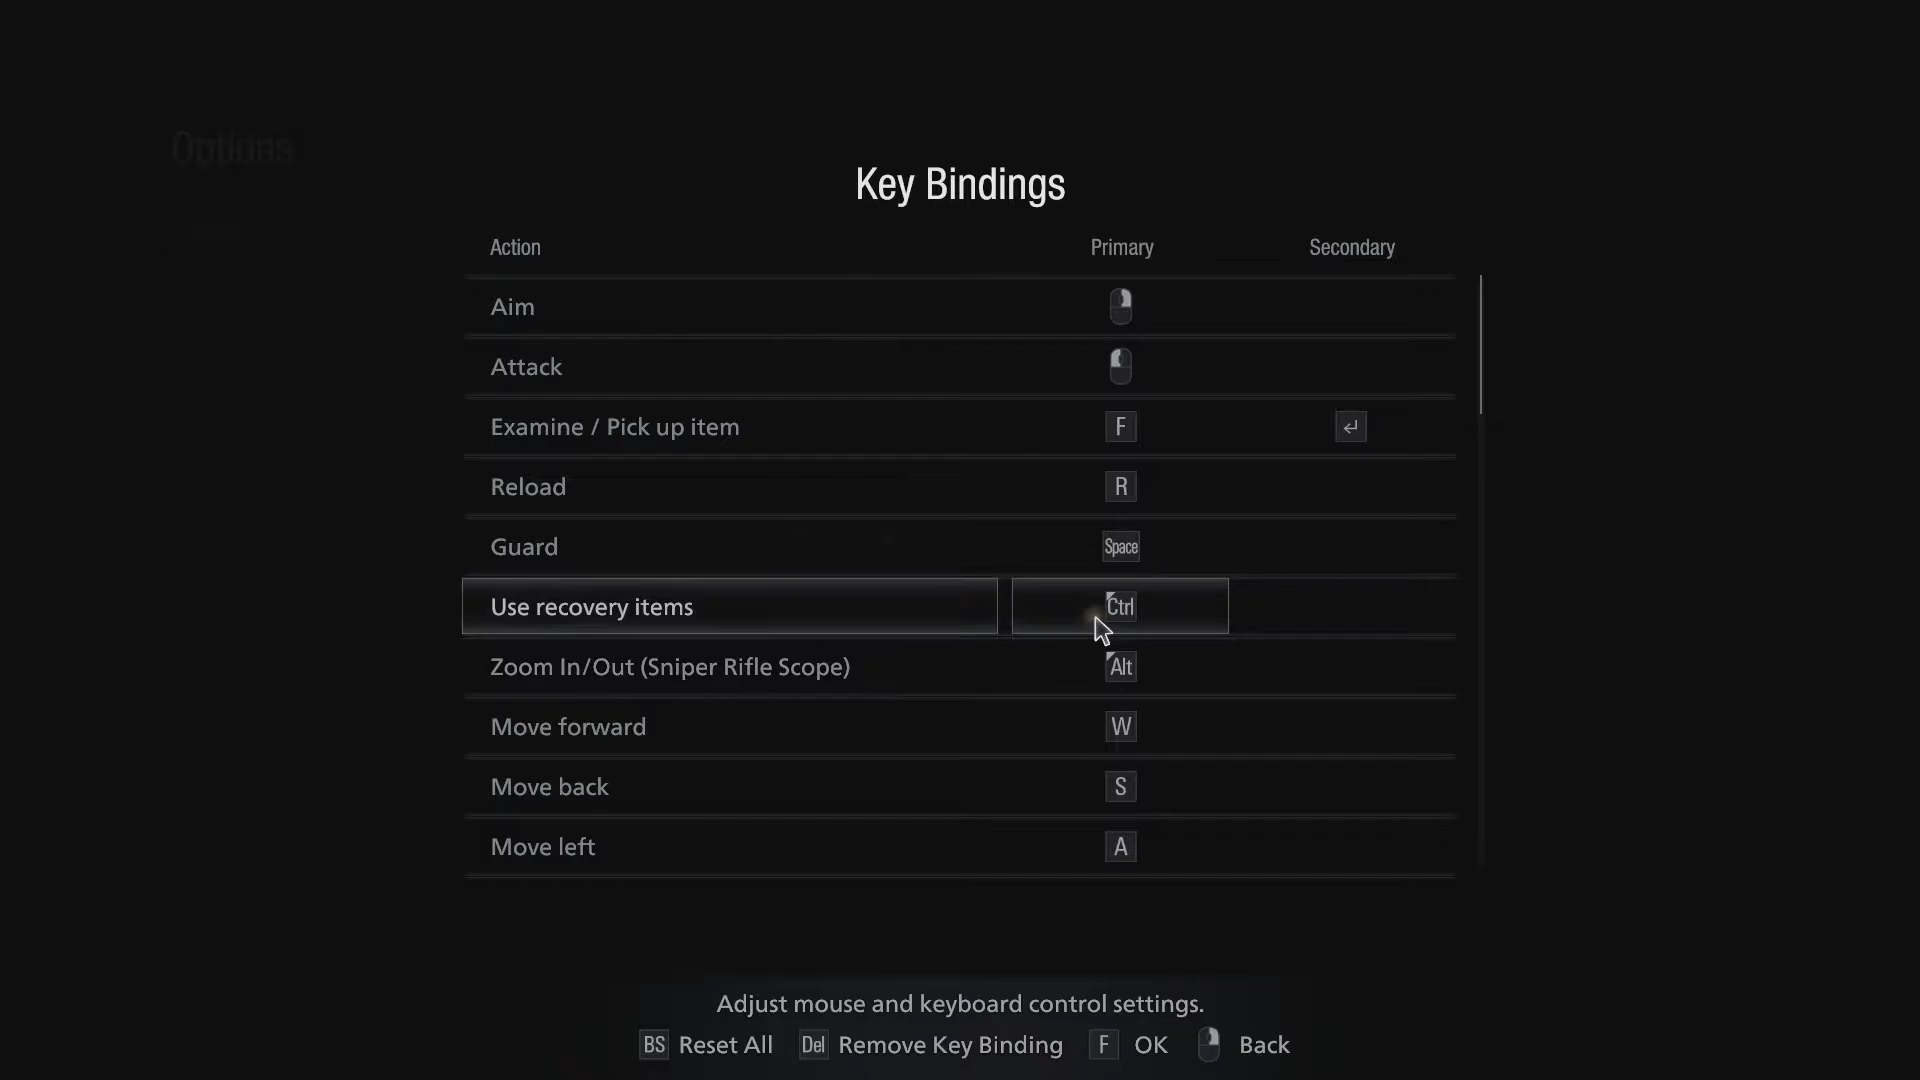 Options
Key Bindings
Action Primary Secondary
Aim
Attack
Examine / Pick up item F ↵
Reload R
Guard Space
Use recovery items Ctrl
Zoom In/Out (Sniper Rifle Scope) Alt
Move forward W
Move back S
Move left A
Adjust mouse and keyboard control settings.
BS Reset All Del Remove Key Binding F OK Back